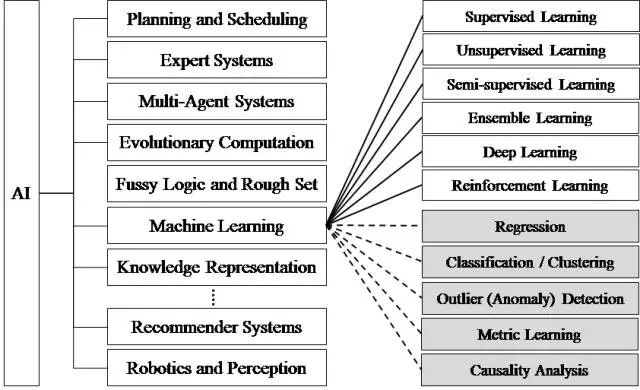 AI
Planning and Scheduling
Expert Systems
Multi-Agent Systems
Evolutionary Computation
Fussy Logic and Rough Set
Machine Learning
Knowledge Representation
Recommender Systems
Robotics and Perception
Supervised Learning
Unsupervised Learning
Semi-supervised Learning
Ensemble Learning
Deep Learning
Reinforcement Learning
Regression
Classification / Clustering
Outlier (Anomaly) Detection
Metric Learning
Causality Analysis